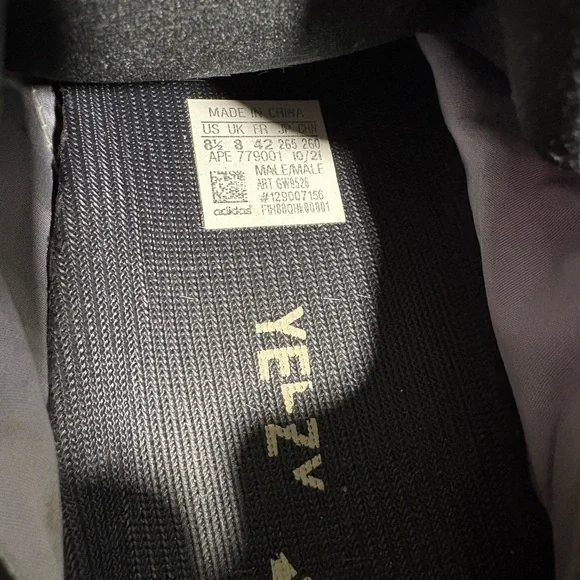 MADE IN CHINA
US UK FR JP CHN
8½ 8 42 265 260
APE 779001 10/21
MALE/MALE
ART GW9526
#129007156
adidas
YEEZY